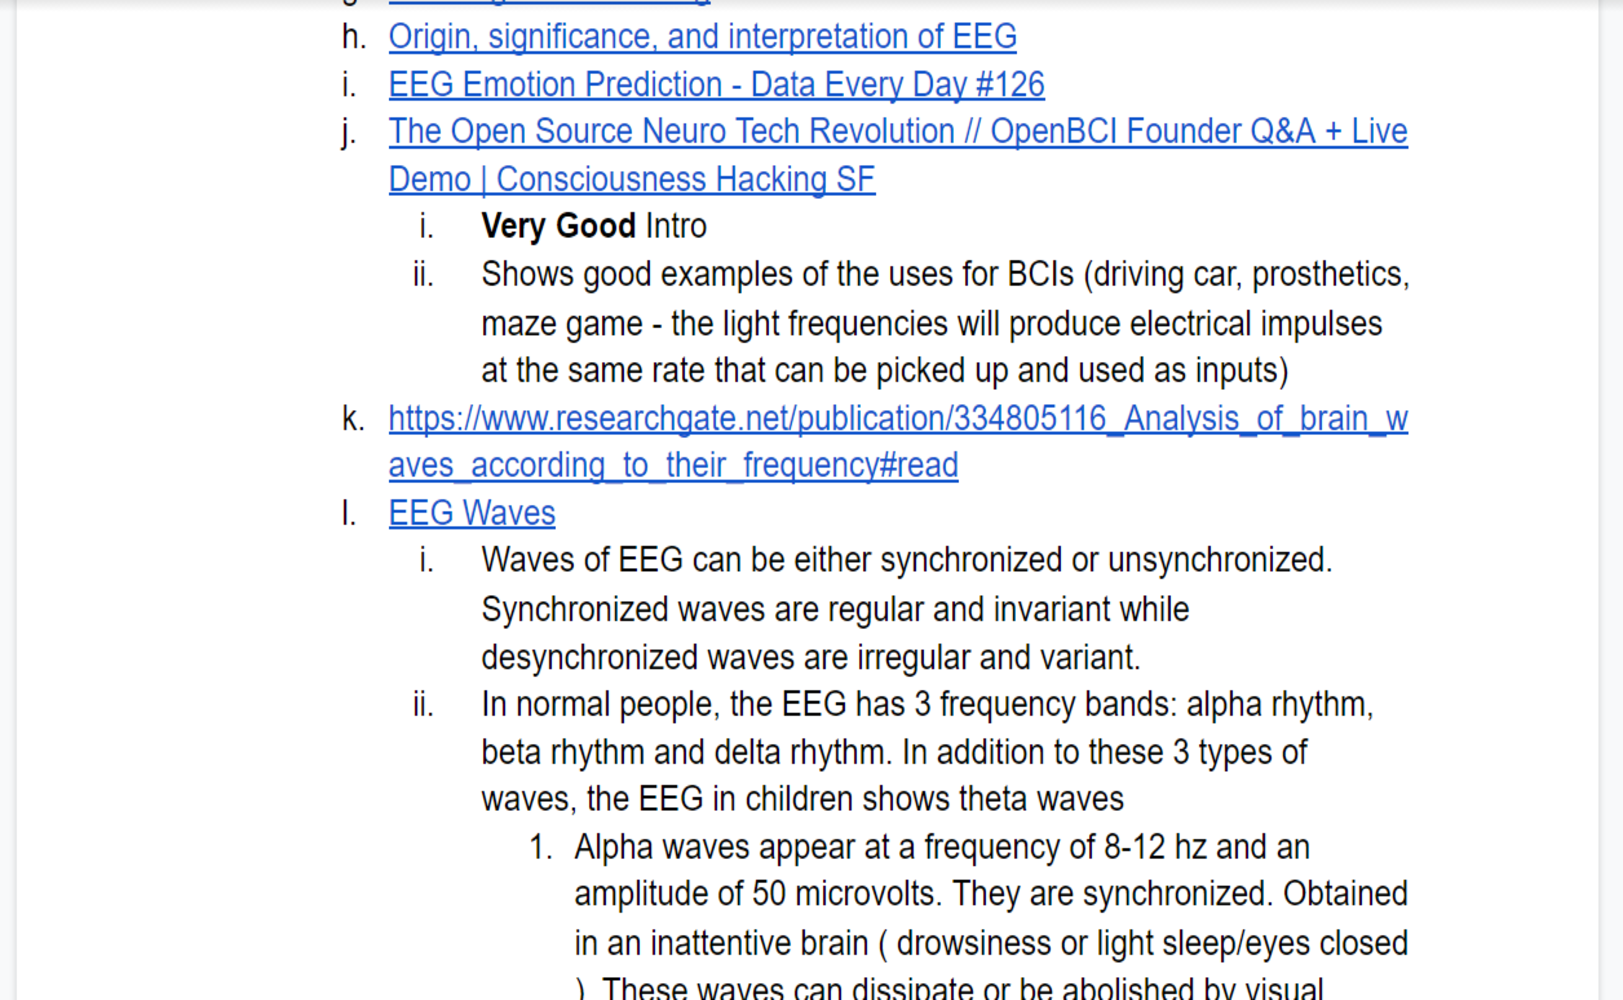 h. Origin, significance, and interpretation of EEG
i. EEG Emotion Prediction - Data Every Day #126
j. The Open Source Neuro Tech Revolution // OpenBCI Founder Q&A + Live
Demo | Consciousness Hacking SF
i. Very Good Intro
ii. Shows good examples of the uses for BCIs (driving car, prosthetics,
maze game - the light frequencies will produce electrical impulses
at the same rate that can be picked up and used as inputs)
k. https://www.researchgate.net/publication/334805116_Analysis_of_brain_w
aves_according_to_their_frequency#read
l. EEG Waves
i. Waves of EEG can be either synchronized or unsynchronized.
Synchronized waves are regular and invariant while
desynchronized waves are irregular and variant.
ii. In normal people, the EEG has 3 frequency bands: alpha rhythm,
beta rhythm and delta rhythm. In addition to these 3 types of
waves, the EEG in children shows theta waves
1. Alpha waves appear at a frequency of 8-12 hz and an
amplitude of 50 microvolts. They are synchronized. Obtained
in an inattentive brain ( drowsiness or light sleep/eyes closed
) These waves can dissipate or be abolished by visual